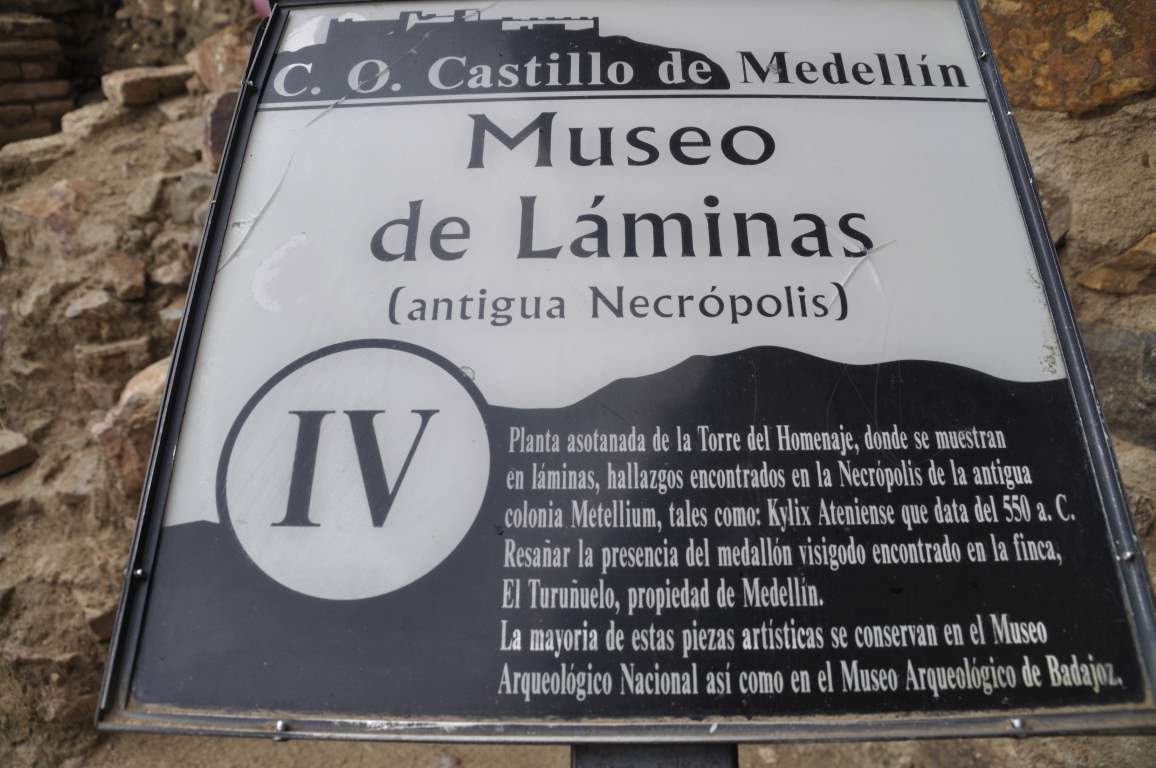 C. O. Castillo de Medellín
Museo
de Láminas
(antigua Necrópolis)
IV
Planta asotanada de la Torre del Homenaje, donde se muestran
en láminas, hallazgos encontrados en la Necrópolis de la antigua
colonia Metellium, tales como: Kylix Ateniense que data del 550 a. C.
Resañar la presencia del medallón visigodo encontrado en la finca,
El Turuñuelo, propiedad de Medellín.
La mayoria de estas piezas artísticas se conservan en el Museo
Arqueológico Nacional así como en el Museo Arqueológico de Badajoz.